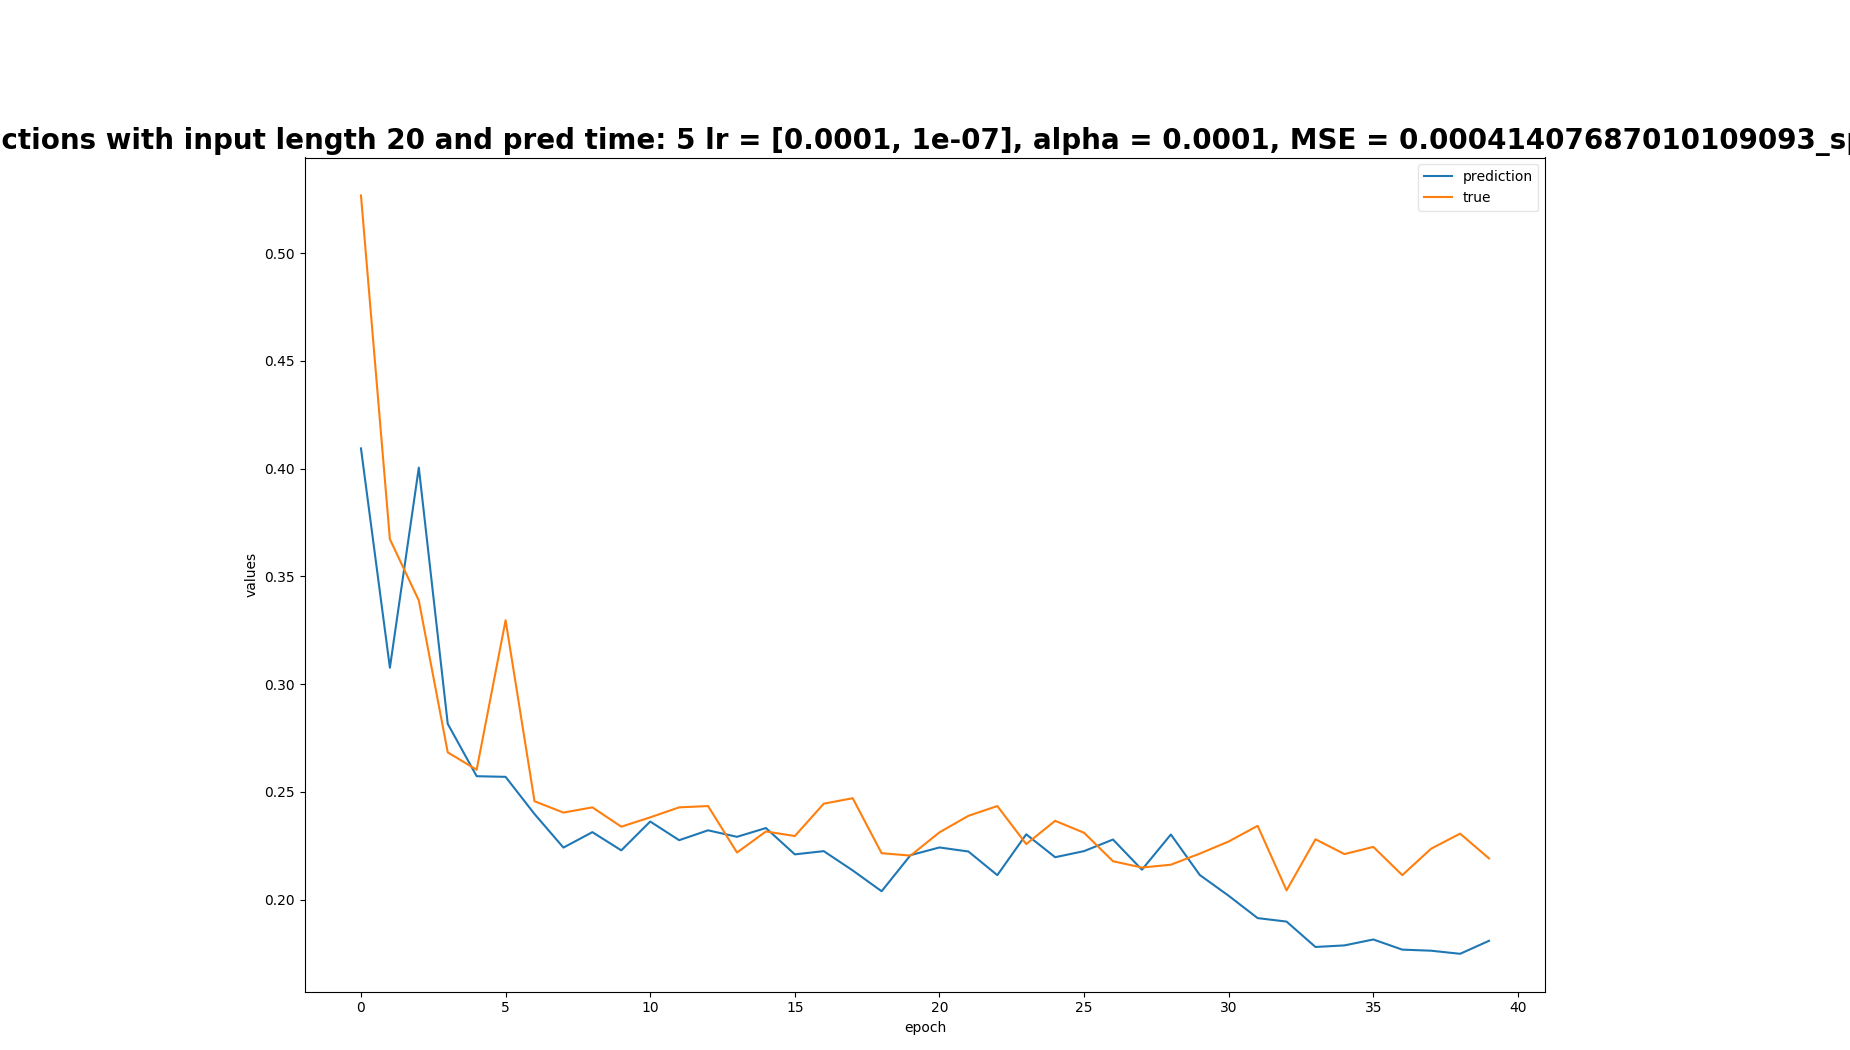 ctions with input length 20 and pred time: 5 lr = [0.0001, 1e-07], alpha = 0.0001, MSE = 0.00041407687010109093_sp
prediction
true
0.50
0.45
0.40
0.35
0.30
0.25
0.20
values
0 5 10 15 20 25 30 35 40
epoch